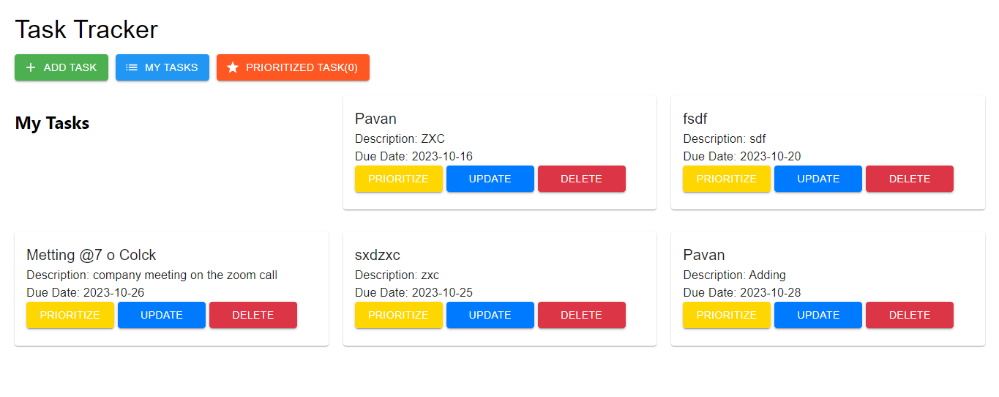 Task Tracker
ADD TASK MY TASKS PRIORITIZED TASK(0)
My Tasks
Pavan
Description: ZXC
Due Date: 2023-10-16
PRIORITIZE UPDATE DELETE
fsdf
Description: sdf
Due Date: 2023-10-20
PRIORITIZE UPDATE DELETE
Metting @7 o Colck
Description: company meeting on the zoom call
Due Date: 2023-10-26
PRIORITIZE UPDATE DELETE
sxdzxc
Description: zxc
Due Date: 2023-10-25
PRIORITIZE UPDATE DELETE
Pavan
Description: Adding
Due Date: 2023-10-28
PRIORITIZE UPDATE DELETE